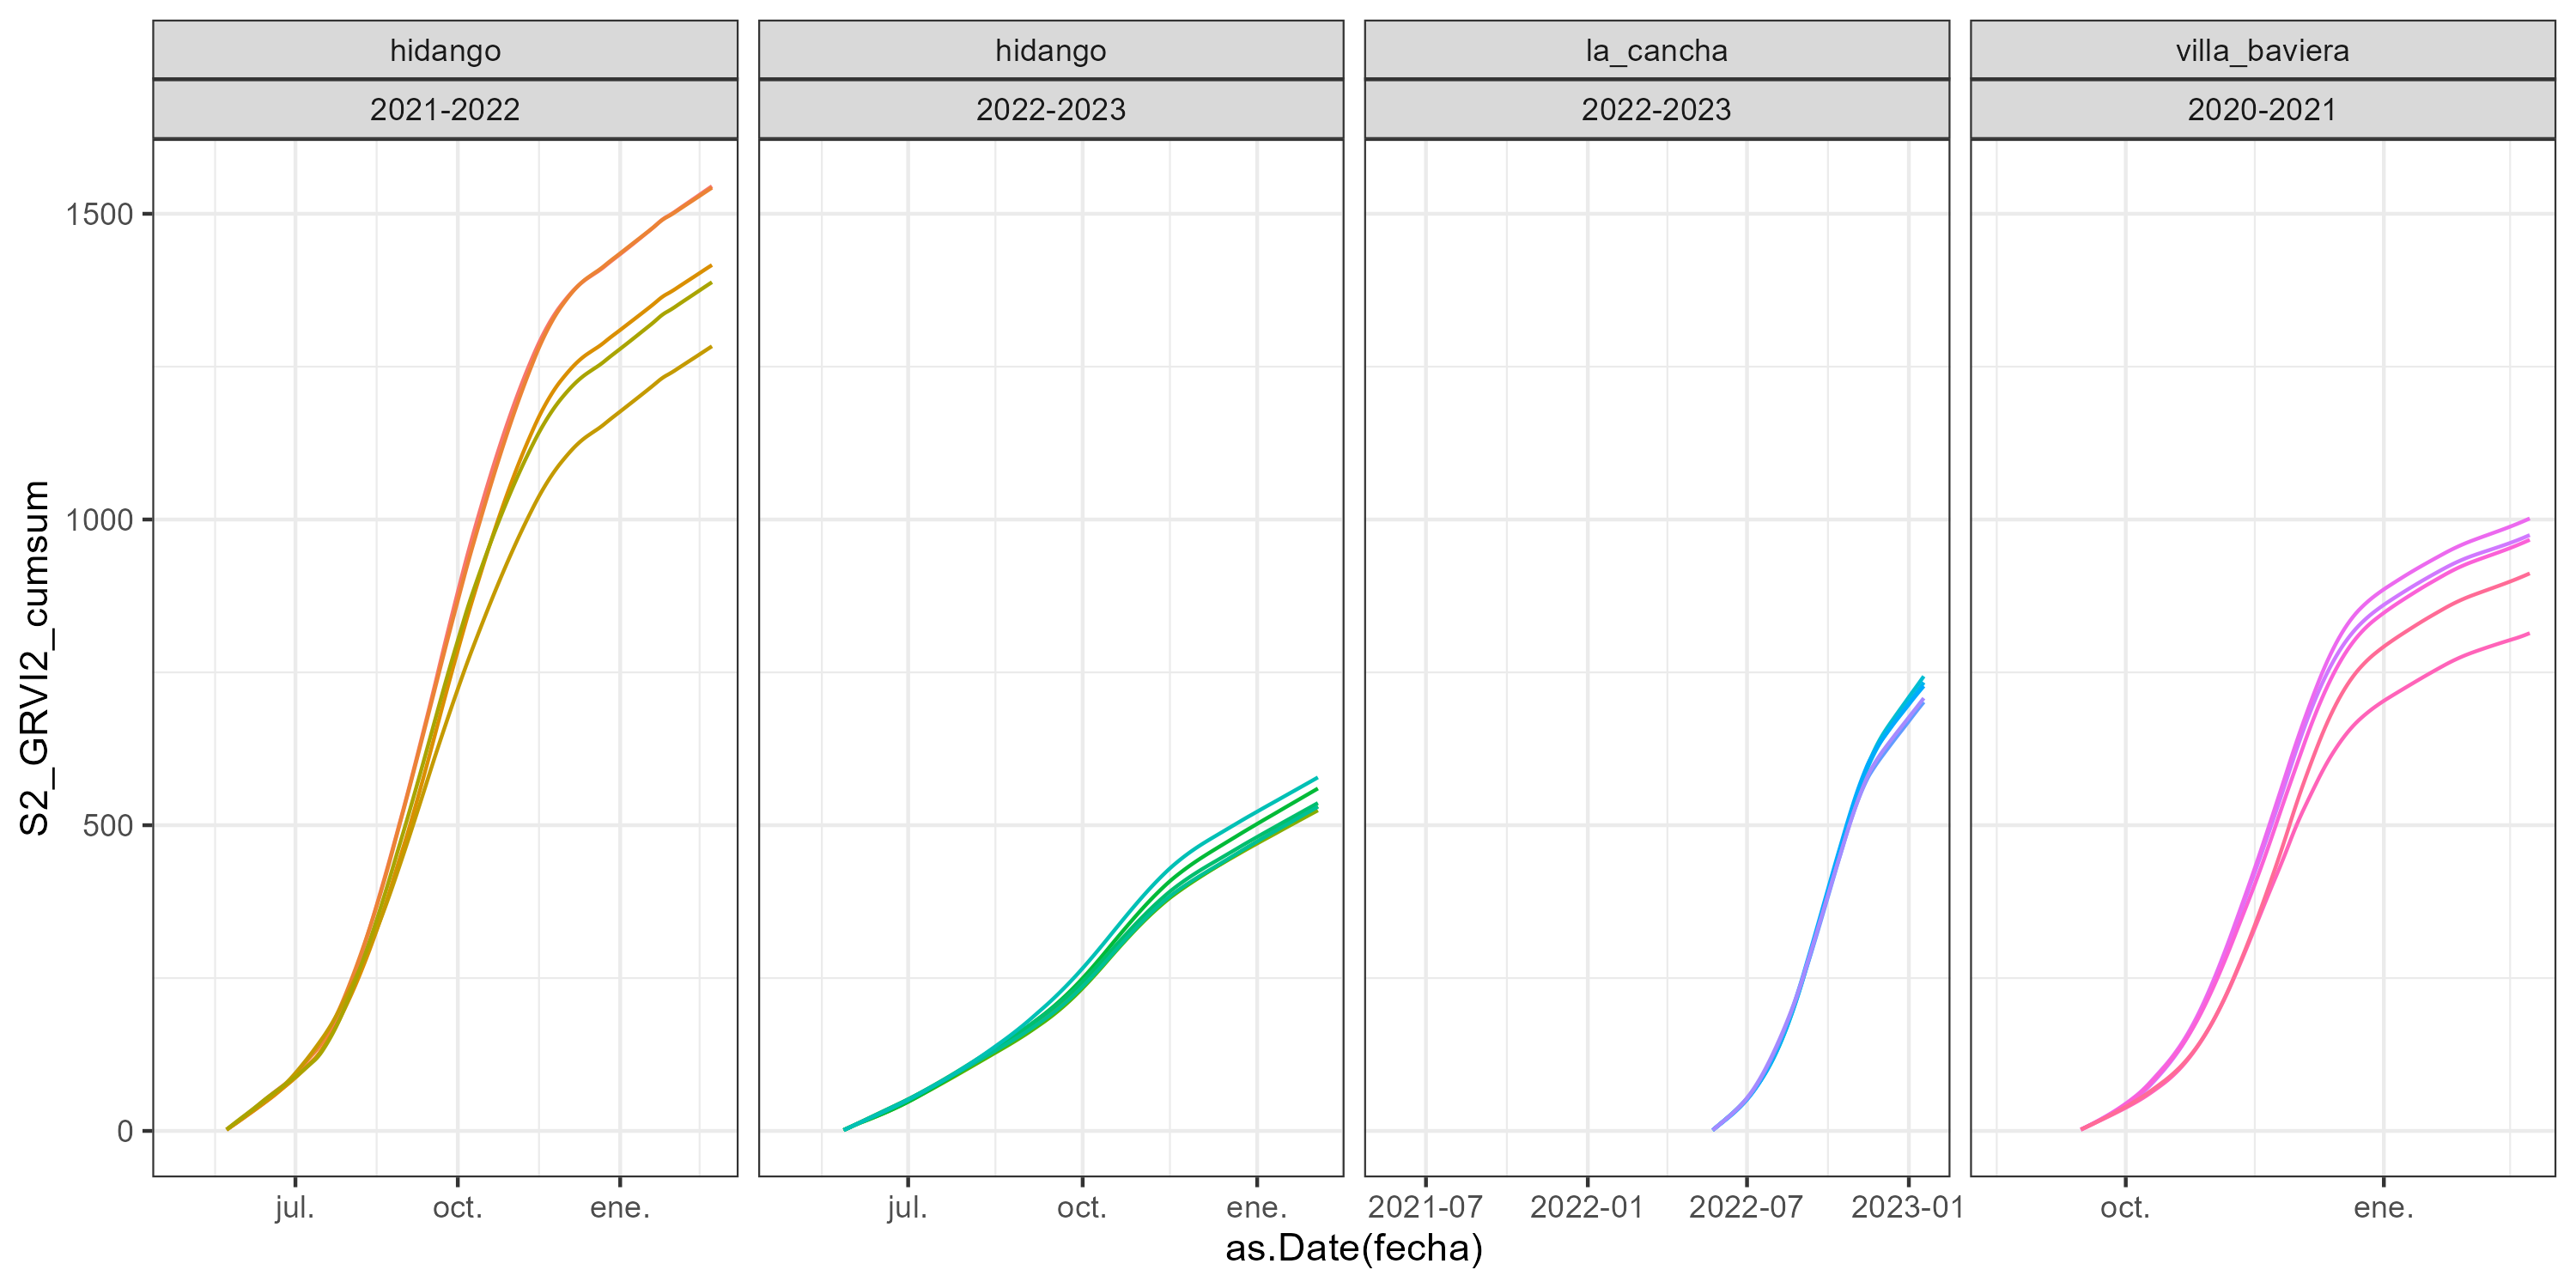 hidango
2021-2022
hidango
2022-2023
la_cancha
2022-2023
villa_baviera
2020-2021
S2_GRVI2_cumsum
1500
1000
500
0
jul. oct. ene.
jul. oct. ene.
2021-07 2022-01 2022-07 2023-01
oct. ene.
as.Date(fecha)